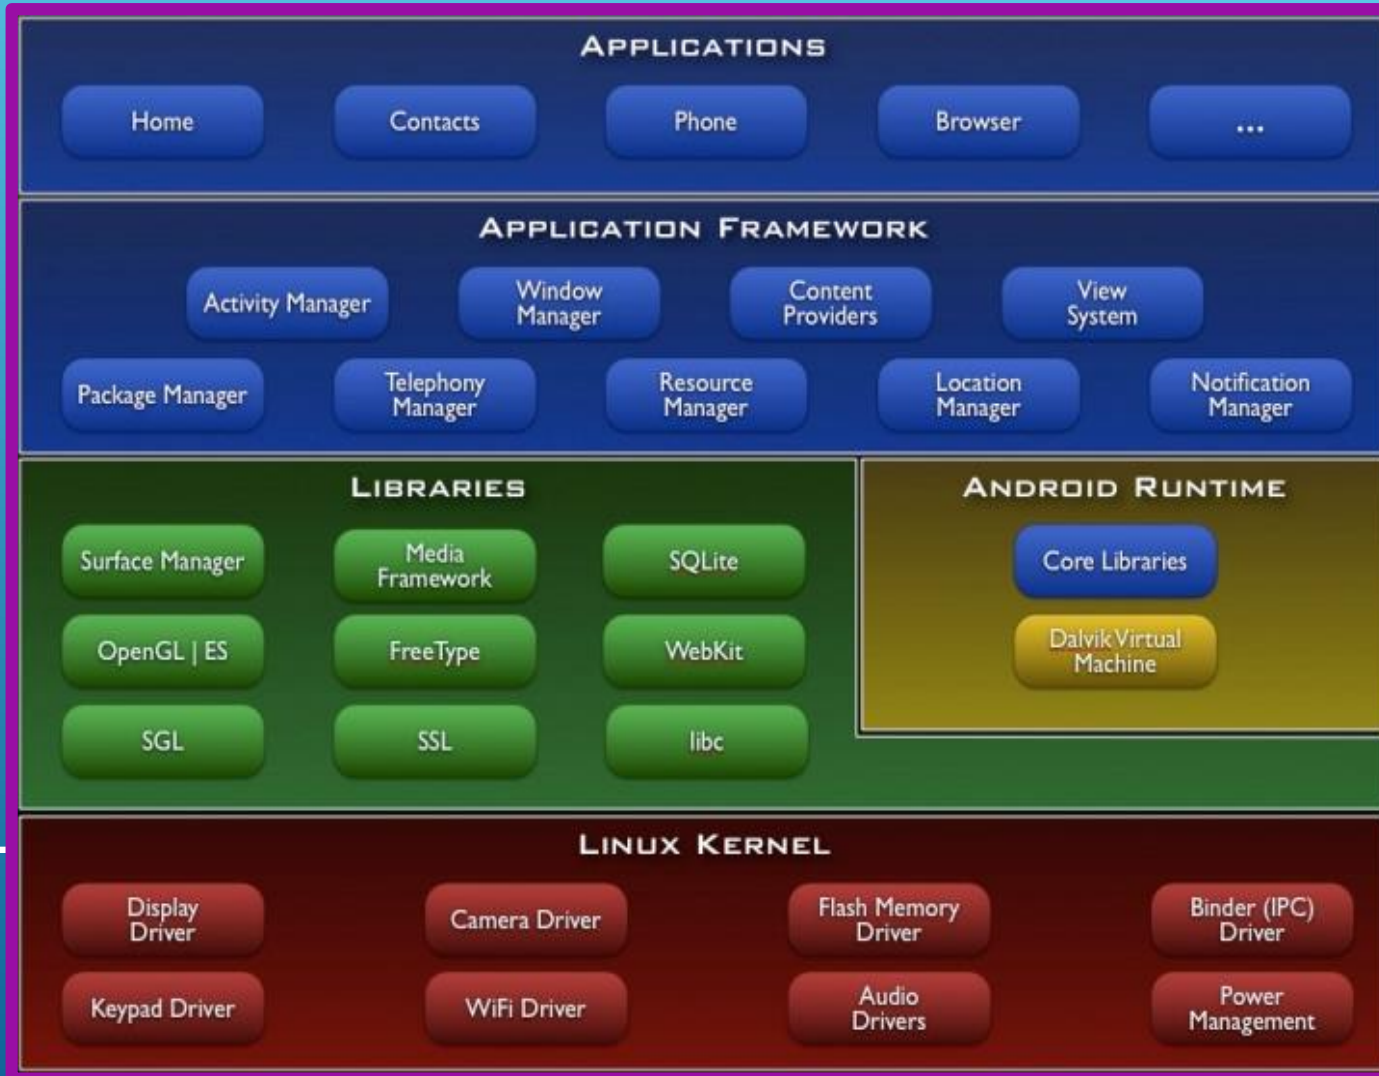 APPLICATIONS
Home
Contacts
Phone
Browser
...
APPLICATION FRAMEWORK
Activity Manager
Window
Manager
Content
Providers
View
System
Package Manager
Telephony
Manager
Resource
Manager
Location
Manager
Notification
Manager
LIBRARIES
Surface Manager
Media
Framework
SQLite
OpenGL | ES
FreeType
WebKit
SGL
SSL
libc
ANDROID RUNTIME
Core Libraries
Dalvik Virtual
Machine
LINUX KERNEL
Display
Driver
Camera Driver
Flash Memory
Driver
Binder (IPC)
Driver
Keypad Driver
WiFi Driver
Audio
Drivers
Power
Management